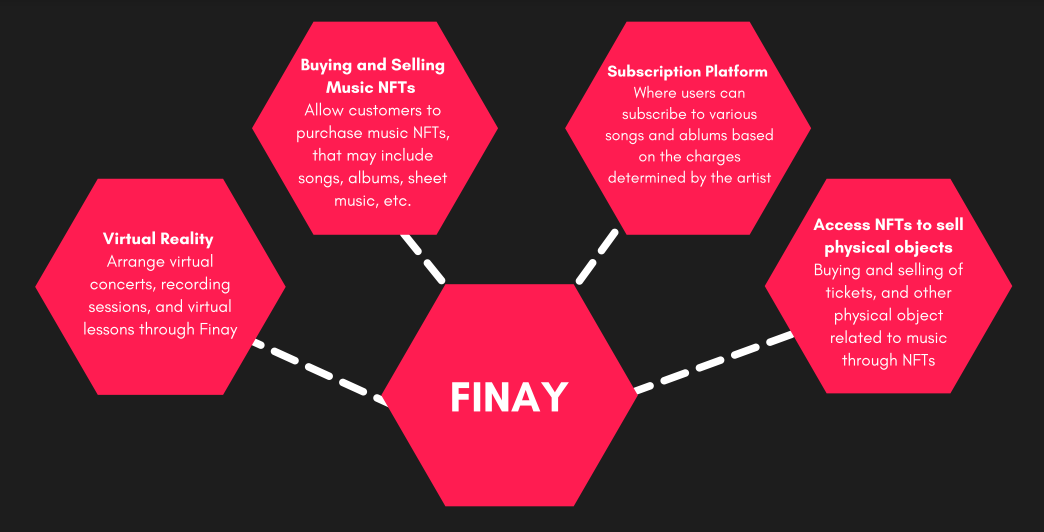 Buying and Selling
Music NFTs
Allow customers to
purchase music NFTs,
that may include
songs, albums, sheet
music, etc.
Subscription Platform
Where users can
subscribe to various
songs and ablums based
on the charges
determined by the artist
Virtual Reality
Arrange virtual
concerts, recording
sessions, and virtual
lessons through Finay
Access NFTs to sell
physical objects
Buying and selling of
tickets, and other
physical object
related to music
through NFTs
FINAY